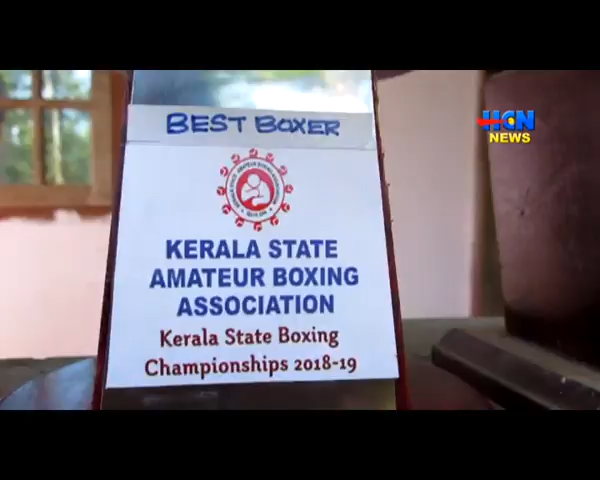 BEST BOXER
HCN
NEWS
KERALA STATE
AMATEUR BOXING
ASSOCIATION
Kerala State Boxing
Championships 2018-19